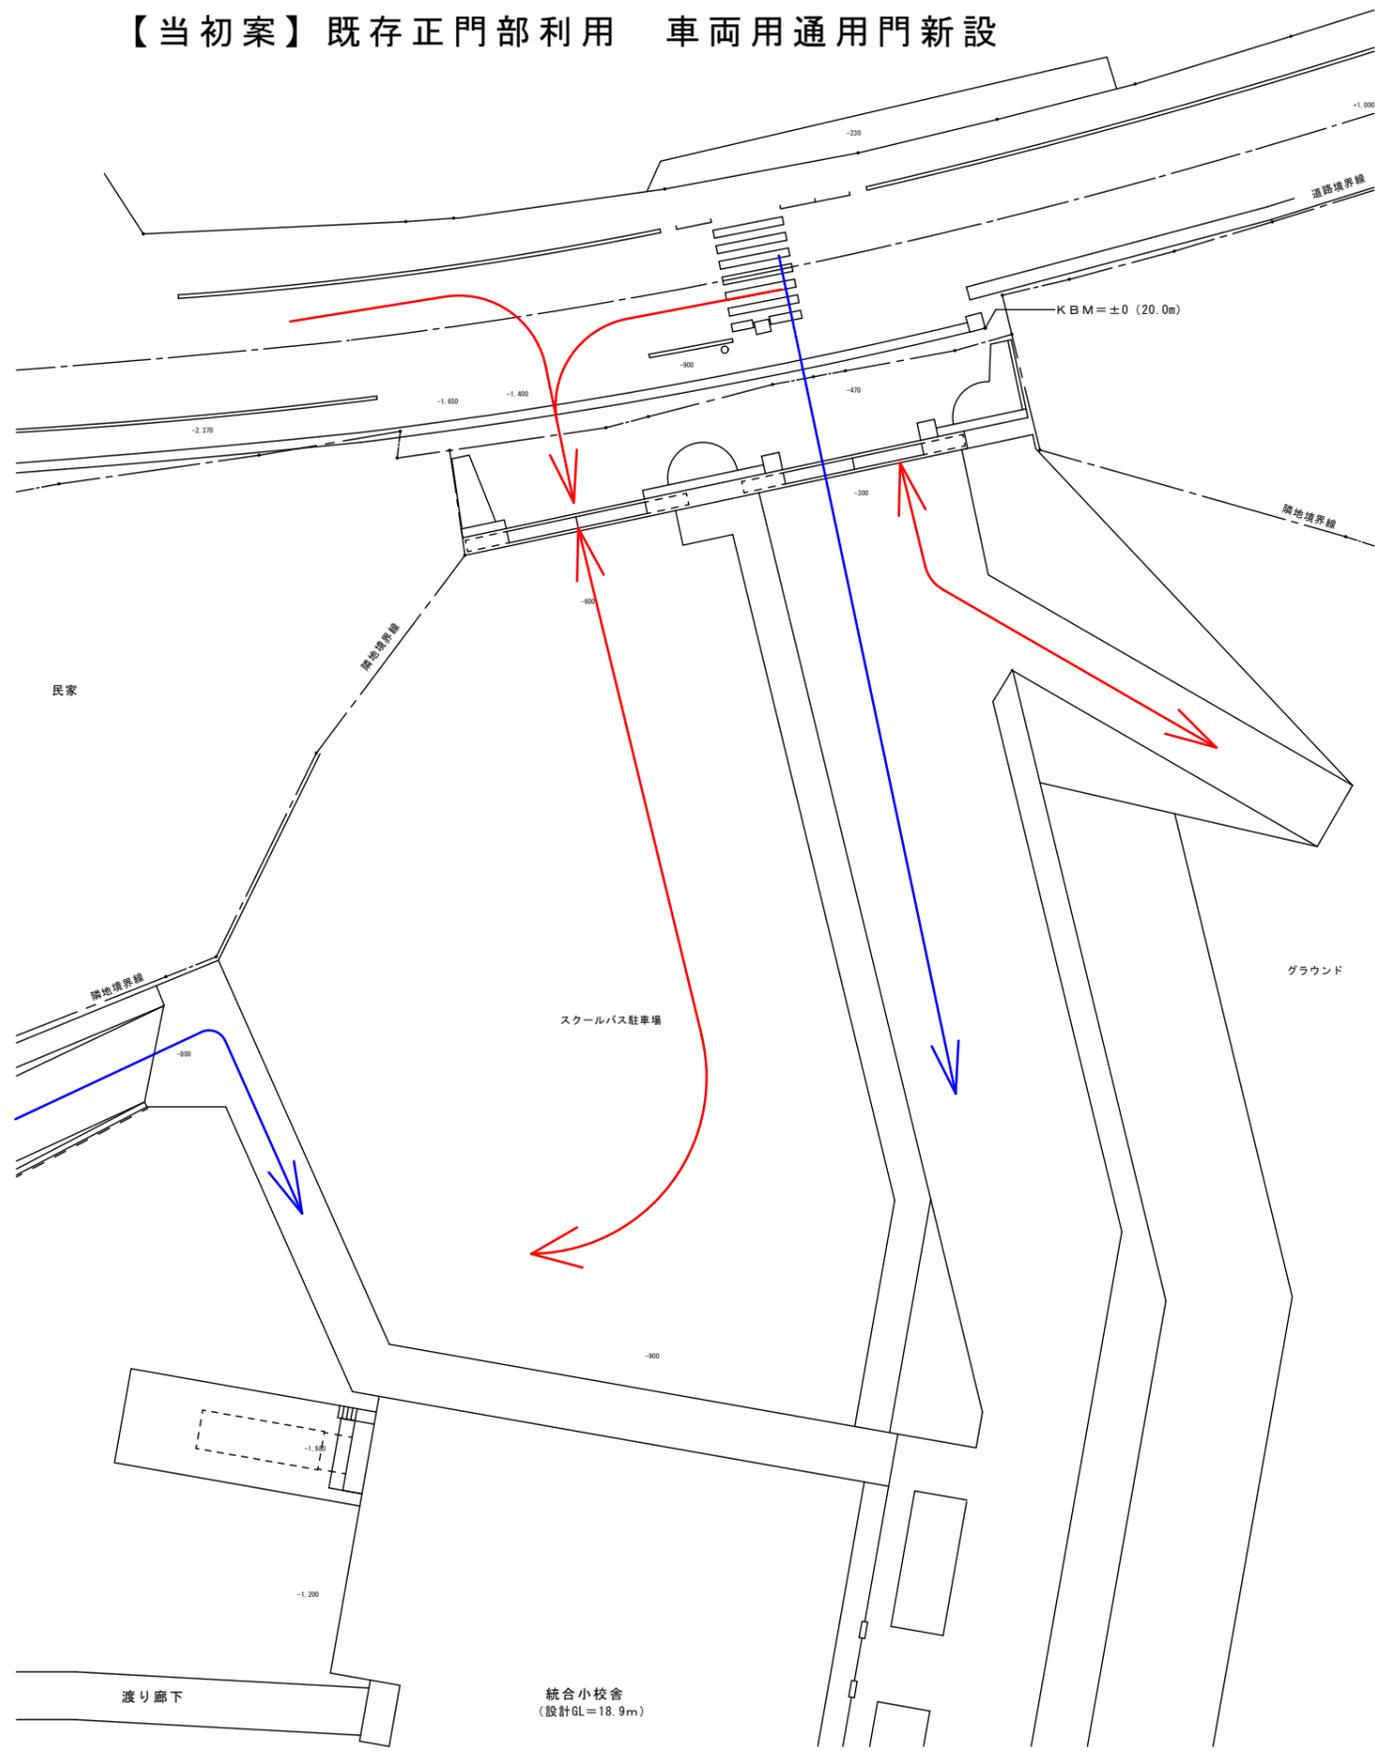 【当初案】既存正門部利用　車両用通用門新設
-230
+1,000
道路境界線
KBM=±0 (20.0m)
-900
-470
-1,400
-1,650
-2,370
-300
隣地境界線
-600
隣地境界線
民家
グラウンド
隣地境界線
スクールバス駐車場
-800
-900
-1,200
渡り廊下
統合小校舎
(設計GL=18.9m)